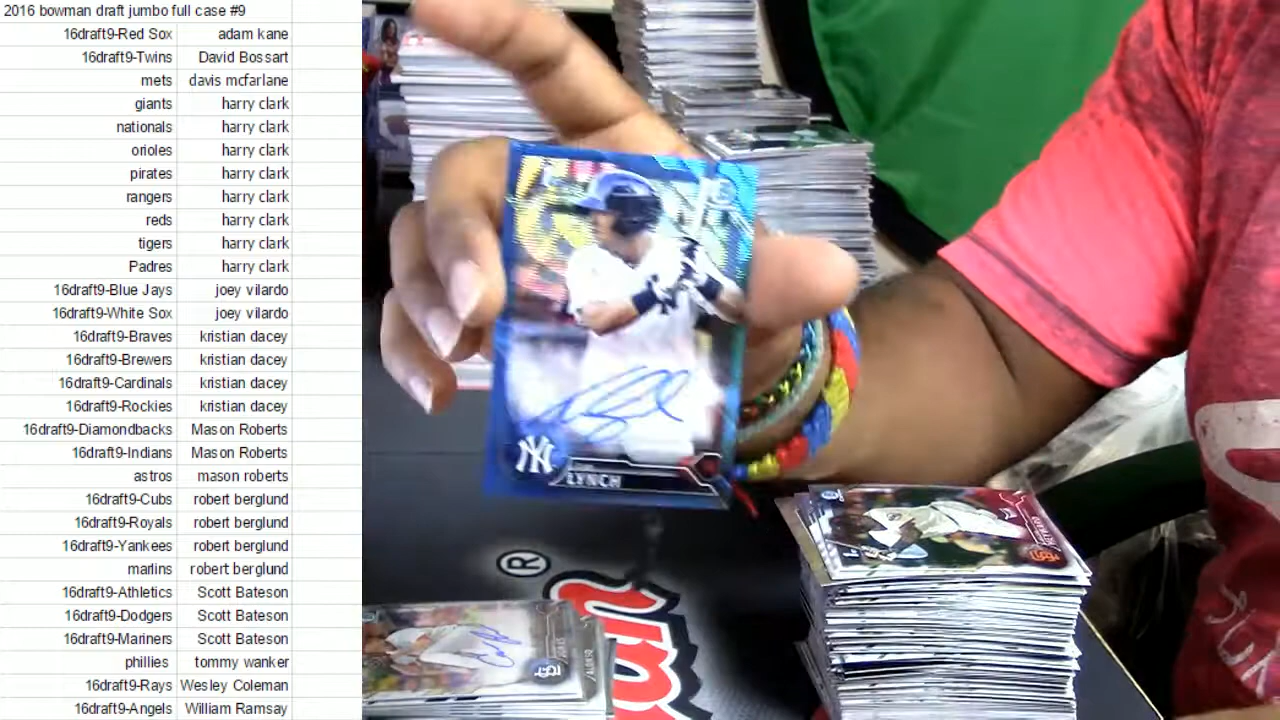 2016 bowman draft jumbo full case #9
16draft9-Red Sox adam kane
16draft9-Twins David Bossart
mets davis mcfarlane
giants harry clark
nationals harry clark
orioles harry clark
pirates harry clark
rangers harry clark
reds harry clark
tigers harry clark
Padres harry clark
16draft9-Blue Jays joey vilardo
16draft9-White Sox joey vilardo
16draft9-Braves kristian dacey
16draft9-Brewers kristian dacey
16draft9-Cardinals kristian dacey
16draft9-Rockies kristian dacey
16draft9-Diamondbacks Mason Roberts
16draft9-Indians Mason Roberts
astros mason roberts
16draft9-Cubs robert berglund
16draft9-Royals robert berglund
16draft9-Yankees robert berglund
marlins robert berglund
16draft9-Athletics Scott Bateson
16draft9-Dodgers Scott Bateson
16draft9-Mariners Scott Bateson
phillies tommy wanker
16draft9-Rays Wesley Coleman
16draft9-Angels William Ramsay
NY
LYNCH
®